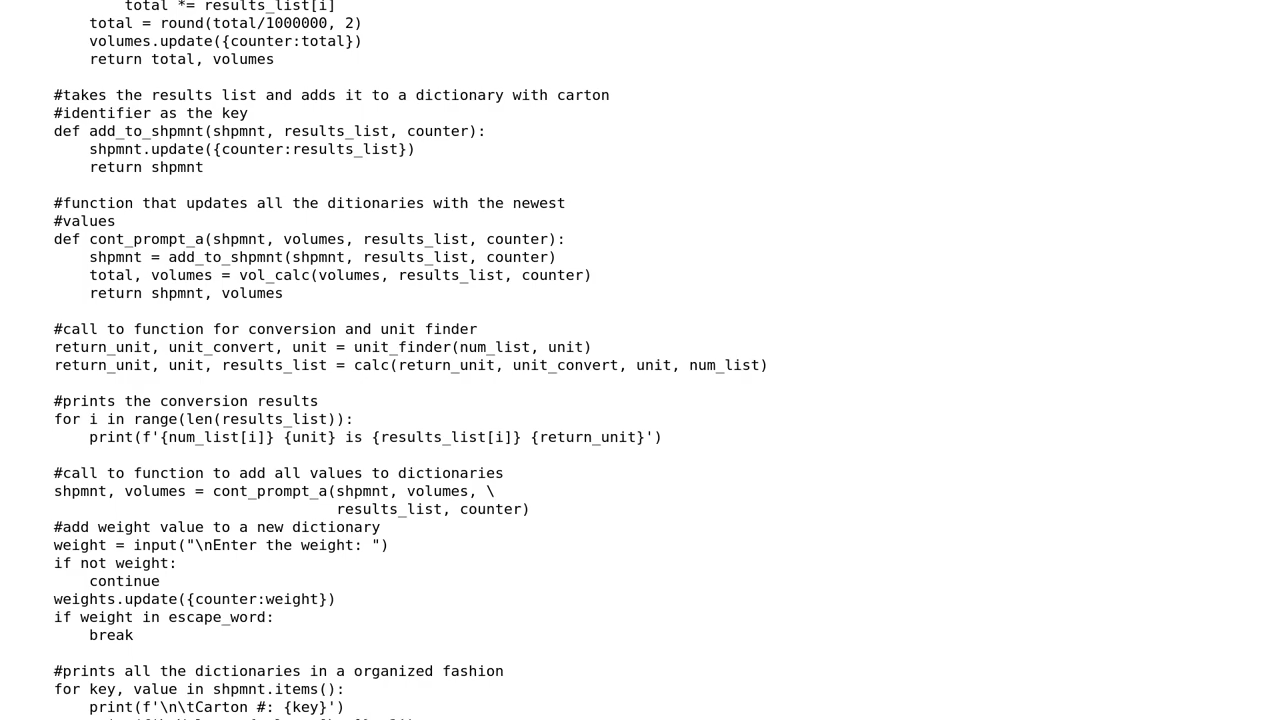 total *= results_list[i]
total = round(total/1000000, 2)
volumes.update({counter:total})
return total, volumes
#takes the results list and adds it to a dictionary with carton
#identifier as the key
def add_to_shpmnt(shpmnt, results_list, counter):
shpmnt.update({counter:results_list})
return shpmnt
#function that updates all the ditionaries with the newest
#values
def cont_prompt_a(shpmnt, volumes, results_list, counter):
shpmnt = add_to_shpmnt(shpmnt, results_list, counter)
total, volumes = vol_calc(volumes, results_list, counter)
return shpmnt, volumes
#call to function for conversion and unit finder
return_unit, unit_convert, unit = unit_finder(num_list, unit)
return_unit, unit, results_list = calc(return_unit, unit_convert, unit, num_list)
#prints the conversion results
for i in range(len(results_list)):
print(f'{num_list[i]} {unit} is {results_list[i]} {return_unit}')
#call to function to add all values to dictionaries
shpmnt, volumes = cont_prompt_a(shpmnt, volumes, \
results_list, counter)
#add weight value to a new dictionary
weight = input("\nEnter the weight: ")
if not weight:
continue
weights.update({counter:weight})
if weight in escape_word:
break
#prints all the dictionaries in a organized fashion
for key, value in shpmnt.items():
print(f'\n\tCarton #: {key}')